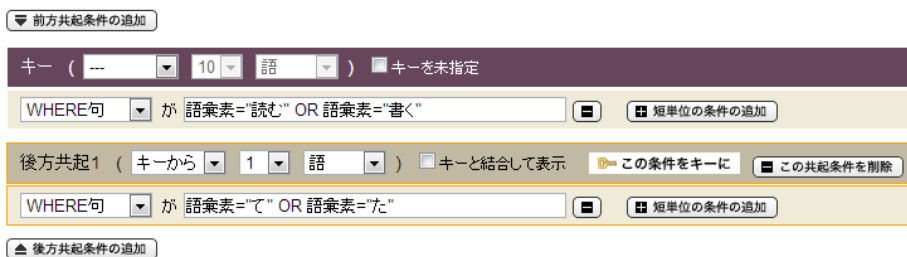 前方共起条件の追加
キー ( --- 10 語 ) キーを未指定
WHERE句 が 語彙素="読む" OR 語彙素="書く" 短単位の条件の追加
後方共起1 ( キーから 1 語 ) キーと結合して表示 この条件をキーに この共起条件を削除
WHERE句 が 語彙素="て" OR 語彙素="た" 短単位の条件の追加
後方共起条件の追加